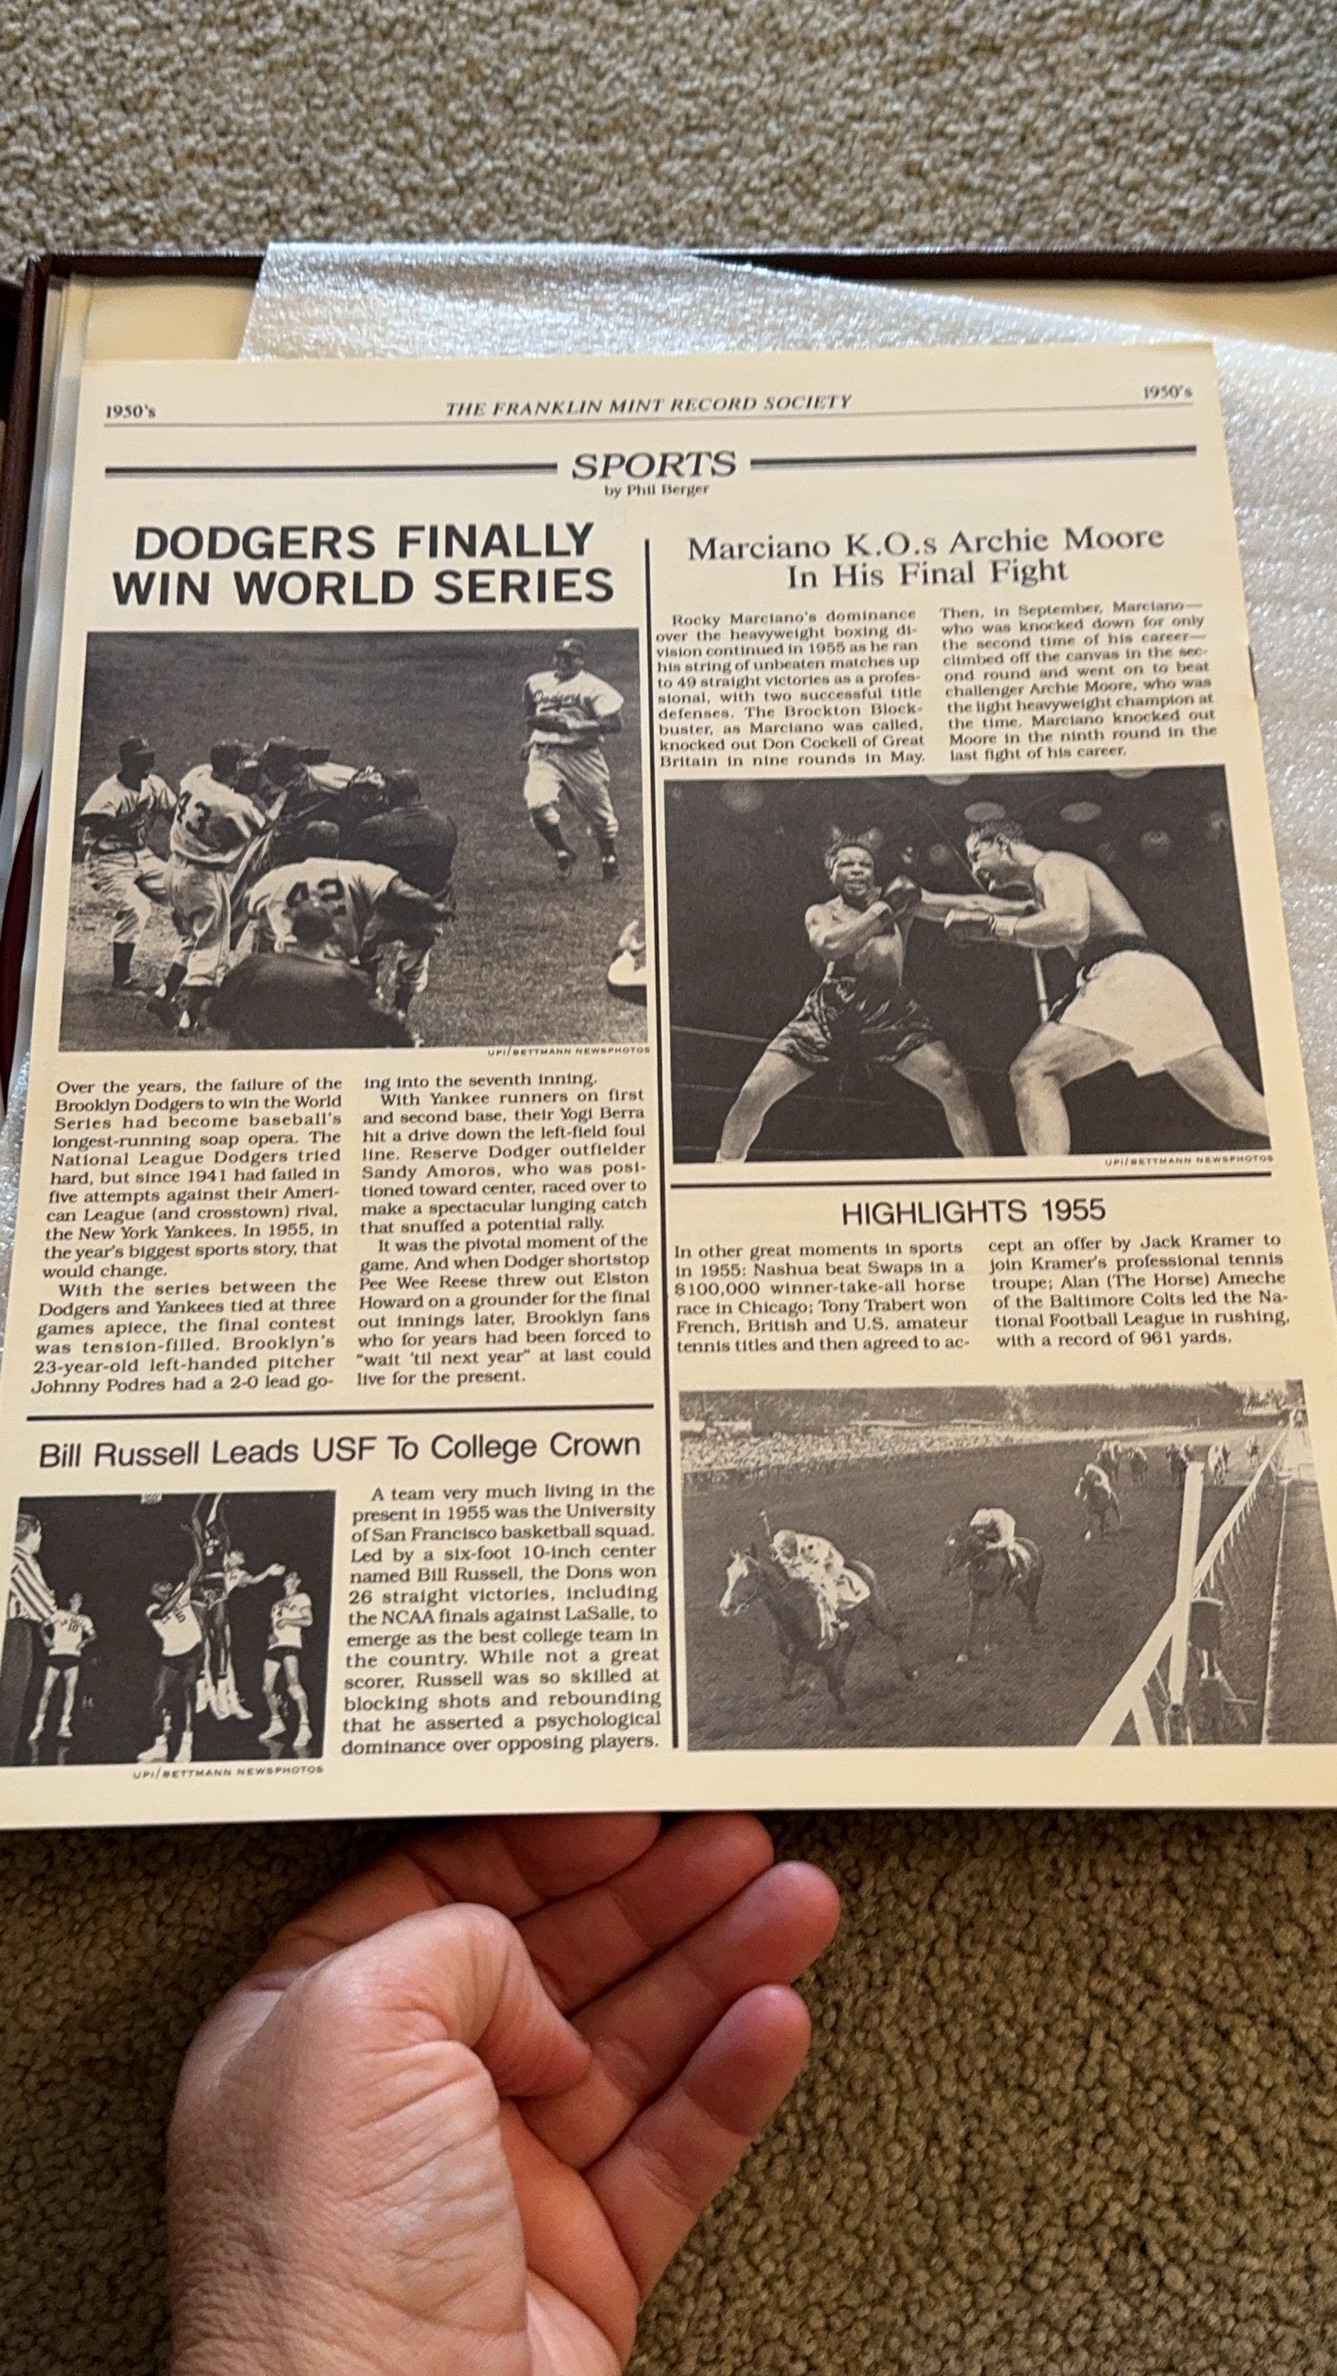 1950's
THE FRANKLIN MINT RECORD SOCIETY
1950's
SPORTS
by Phil Berger
DODGERS FINALLY
WIN WORLD SERIES
Dodgers
43
42
UPI/BETTMANN NEWSPHOTOS
Over the years, the failure of the
Brooklyn Dodgers to win the World
Series had become baseball's
longest-running soap opera. The
National League Dodgers tried
hard, but since 1941 had failed in
five attempts against their Ameri-
can League (and crosstown) rival,
the New York Yankees. In 1955, in
the year's biggest sports story, that
would change.
With the series between the
Dodgers and Yankees tied at three
games apiece, the final contest
was tension-filled. Brooklyn's
23-year-old left-handed pitcher
Johnny Podres had a 2-0 lead go-
ing into the seventh inning.
With Yankee runners on first
and second base, their Yogi Berra
hit a drive down the left-field foul
line. Reserve Dodger outfielder
Sandy Amoros, who was posi-
tioned toward center, raced over to
make a spectacular lunging catch
that snuffed a potential rally.
It was the pivotal moment of the
game. And when Dodger shortstop
Pee Wee Reese threw out Elston
Howard on a grounder for the final
out innings later, Brooklyn fans
who for years had been forced to
"wait 'til next year" at last could
live for the present.
Bill Russell Leads USF To College Crown
UPI/BETTMANN NEWSPHOTOS
A team very much living in the
present in 1955 was the University
of San Francisco basketball squad.
Led by a six-foot 10-inch center
named Bill Russell, the Dons won
26 straight victories, including
the NCAA finals against LaSalle, to
emerge as the best college team in
the country. While not a great
scorer, Russell was so skilled at
blocking shots and rebounding
that he asserted a psychological
dominance over opposing players.
Marciano K.O.s Archie Moore
In His Final Fight
Rocky Marciano's dominance
over the heavyweight boxing di-
vision continued in 1955 as he ran
his string of unbeaten matches up
to 49 straight victories as a profes-
sional, with two successful title
defenses. The Brockton Block-
buster, as Marciano was called,
knocked out Don Cockell of Great
Britain in nine rounds in May.
Then, in September, Marciano—
who was knocked down for only
the second time of his career—
climbed off the canvas in the sec-
ond round and went on to beat
challenger Archie Moore, who was
the light heavyweight champion at
the time. Marciano knocked out
Moore in the ninth round in the
last fight of his career.
UPI/BETTMANN NEWSPHOTOS
HIGHLIGHTS 1955
In other great moments in sports
in 1955: Nashua beat Swaps in a
$100,000 winner-take-all horse
race in Chicago; Tony Trabert won
French, British and U.S. amateur
tennis titles and then agreed to ac-
cept an offer by Jack Kramer to
join Kramer's professional tennis
troupe; Alan (The Horse) Ameche
of the Baltimore Colts led the Na-
tional Football League in rushing,
with a record of 961 yards.